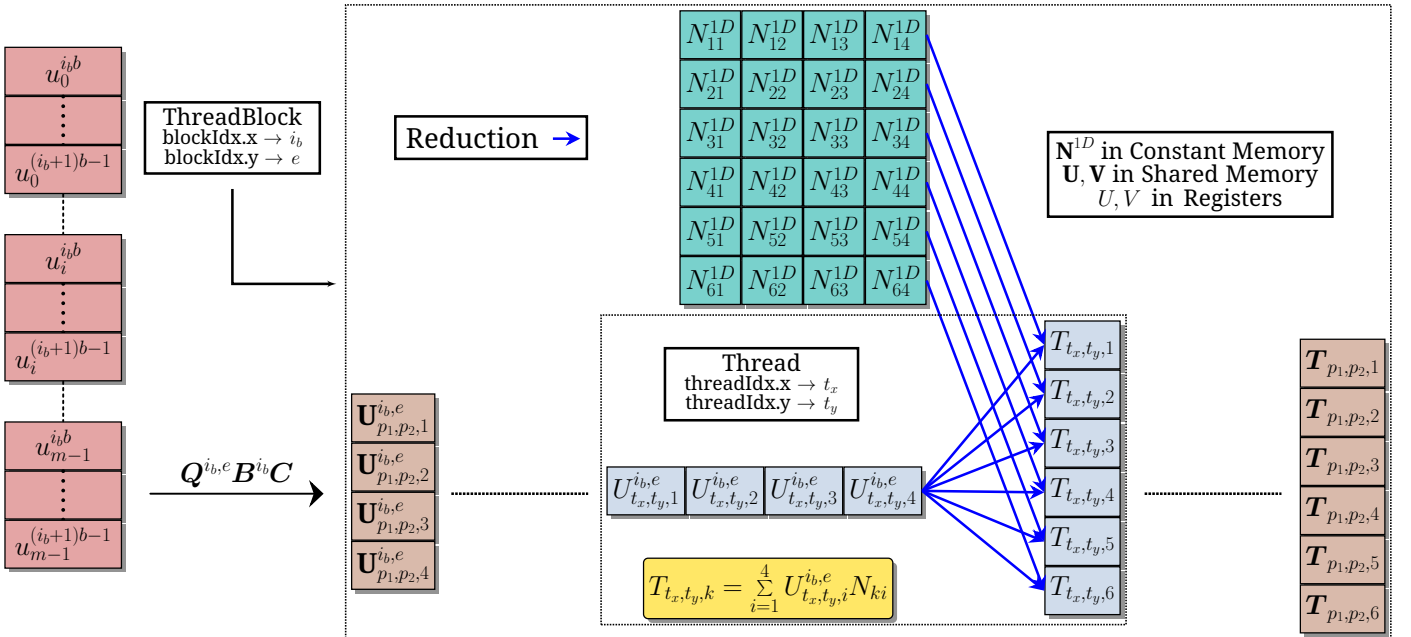 u_0^{i_b b}
⋮
u_0^{(i_b+1)b-1}
u_i^{i_b b}
⋮
u_i^{(i_b+1)b-1}
u_{m-1}^{i_b b}
⋮
u_{m-1}^{(i_b+1)b-1}
ThreadBlock
blockIdx.x → i_b
blockIdx.y → e
Q^{i_b,e} B^{i_b} C
Reduction →
N_{11}^{1D} N_{12}^{1D} N_{13}^{1D} N_{14}^{1D}
N_{21}^{1D} N_{22}^{1D} N_{23}^{1D} N_{24}^{1D}
N_{31}^{1D} N_{32}^{1D} N_{33}^{1D} N_{34}^{1D}
N_{41}^{1D} N_{42}^{1D} N_{43}^{1D} N_{44}^{1D}
N_{51}^{1D} N_{52}^{1D} N_{53}^{1D} N_{54}^{1D}
N_{61}^{1D} N_{62}^{1D} N_{63}^{1D} N_{64}^{1D}
N^{1D} in Constant Memory
U, V in Shared Memory
U, V in Registers
U_{p_1,p_2,1}^{i_b,e}
U_{p_1,p_2,2}^{i_b,e}
U_{p_1,p_2,3}^{i_b,e}
U_{p_1,p_2,4}^{i_b,e}
Thread
threadIdx.x → t_x
threadIdx.y → t_y
U_{t_x,t_y,1}^{i_b,e} U_{t_x,t_y,2}^{i_b,e} U_{t_x,t_y,3}^{i_b,e} U_{t_x,t_y,4}^{i_b,e}
T_{t_x,t_y,k} = \sum_{i=1}^{4} U_{t_x,t_y,i}^{i_b,e} N_{ki}
T_{t_x,t_y,1}
T_{t_x,t_y,2}
T_{t_x,t_y,3}
T_{t_x,t_y,4}
T_{t_x,t_y,5}
T_{t_x,t_y,6}
T_{p_1,p_2,1}
T_{p_1,p_2,2}
T_{p_1,p_2,3}
T_{p_1,p_2,4}
T_{p_1,p_2,5}
T_{p_1,p_2,6}